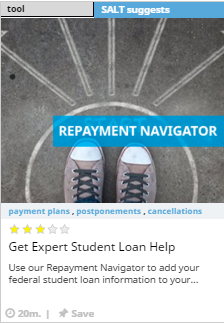 tool
SALT suggests
START
REPAYMENT NAVIGATOR
payment plans , postponements , cancellations
Get Expert Student Loan Help
Use our Repayment Navigator to add your
federal student loan information to your...
20m. | Save